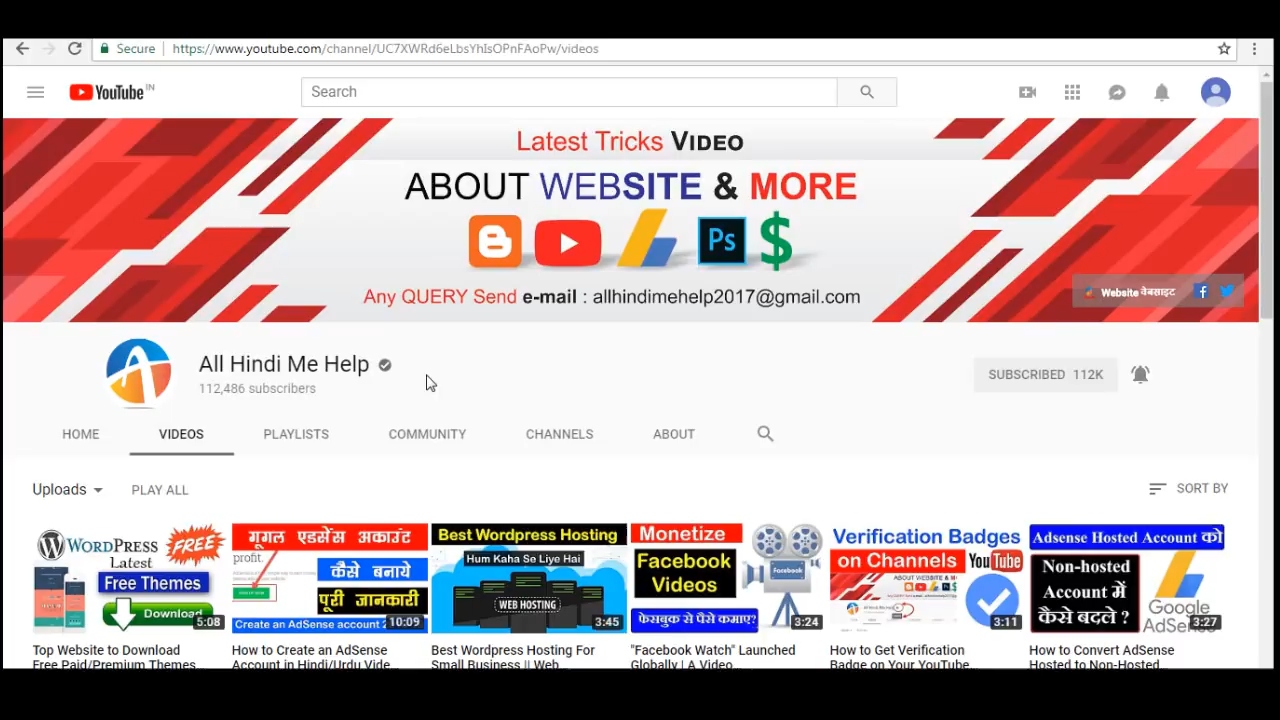 Secure https://www.youtube.com/channel/UC7XWRd6eLbsYhIsOPnFAoPw/videos
YouTube IN
Search
Latest Tricks VIDEO
ABOUT WEBSITE & MORE
Ps $
Any QUERY Send e-mail : allhindimehelp2017@gmail.com
Website वेबसाइट
All Hindi Me Help
112,486 subscribers
SUBSCRIBED 112K
HOME VIDEOS PLAYLISTS COMMUNITY CHANNELS ABOUT
Uploads PLAY ALL SORT BY
WORDPRESS FREE
Latest
Free Themes
Download
5:08
गूगल एडसेंस अकाउंट
profit.
कैसे बनाये
पूरी जानकारी
Create an AdSense account
10:09
Best Wordpress Hosting
Hum Kaha Se Liye Hai
WEB HOSTING
3:45
Monetize
Facebook
Videos
Facebook
फेसबुक से पैसे कमाए?
3:24
Verification Badges
on Channels YouTube
3:11
Adsense Hosted Account को
Non-hosted
Account में
कैसे बदले ?
Google
AdSense
3:27
Top Website to Download
Free Paid/Premium Themes
How to Create an AdSense
Account in Hindi/Urdu Vide...
Best Wordpress Hosting For
Small Business || Web
"Facebook Watch" Launched
Globally | A Video
How to Get Verification
Badge on Your YouTube...
How to Convert AdSense
Hosted to Non-Hosted